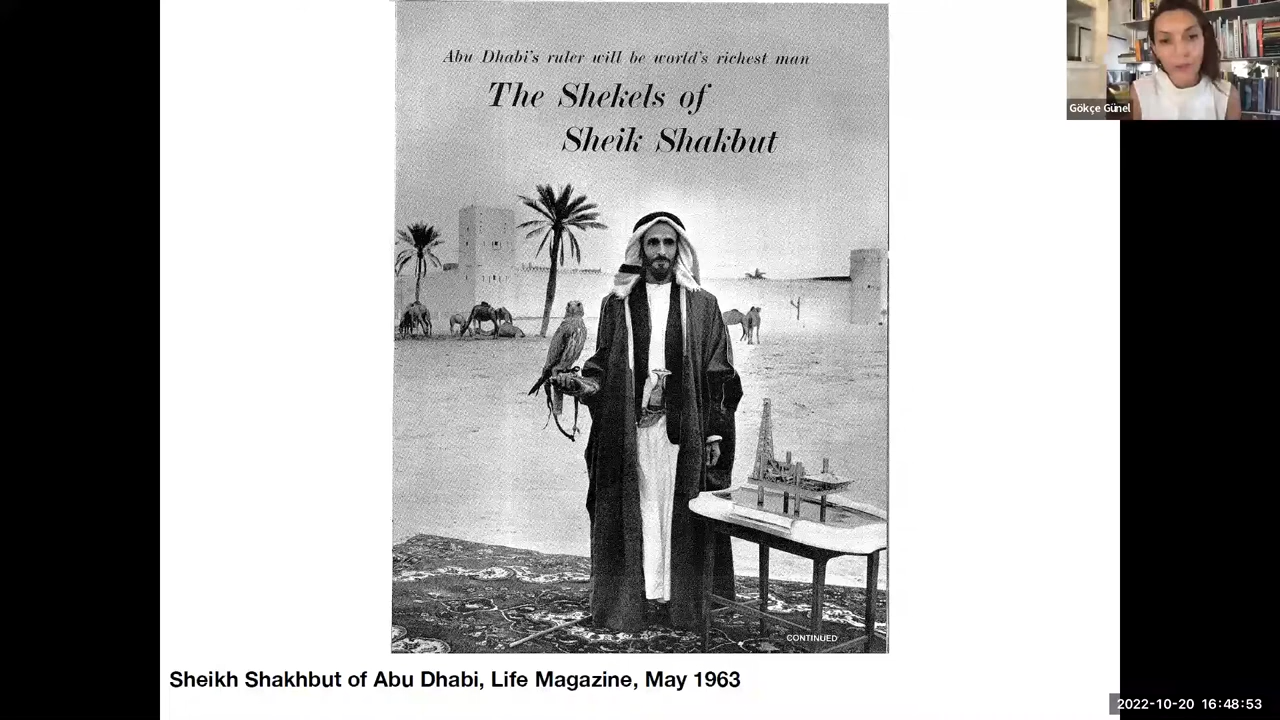 Abu Dhabi's ruler will be world's richest man
The Shekels of
Sheik Shakbut
Gökçe Günel
CONTINUED
Sheikh Shakhbut of Abu Dhabi, Life Magazine, May 1963
2022-10-20 16:48:53